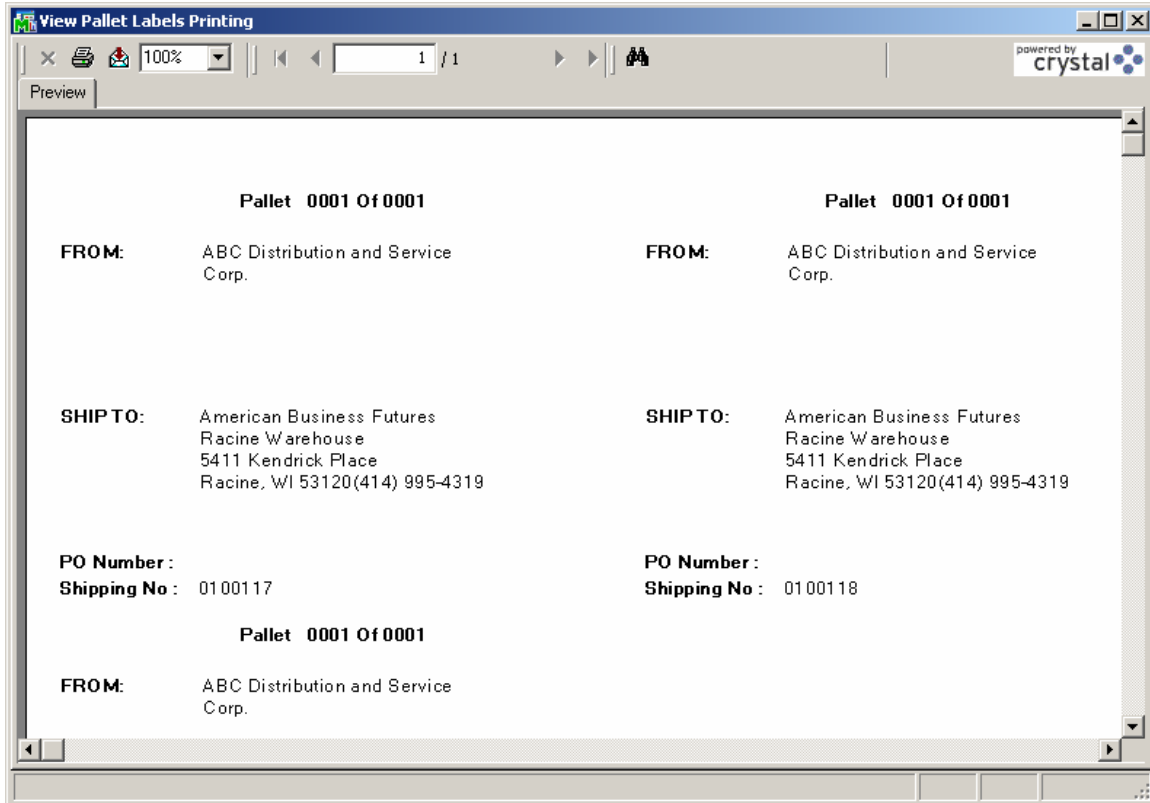 View Pallet Labels Printing
100%
1 / 1
powered by
crystal
Preview
Pallet 0001 Of 0001
FROM: ABC Distribution and Service
Corp.
SHIP TO: American Business Futures
Racine Warehouse
5411 Kendrick Place
Racine, WI 53120(414) 995-4319
PO Number :
Shipping No : 0100117
Pallet 0001 Of 0001
FROM: ABC Distribution and Service
Corp.
SHIP TO: American Business Futures
Racine Warehouse
5411 Kendrick Place
Racine, WI 53120(414) 995-4319
PO Number :
Shipping No : 0100118
Pallet 0001 Of 0001
FROM: ABC Distribution and Service
Corp.